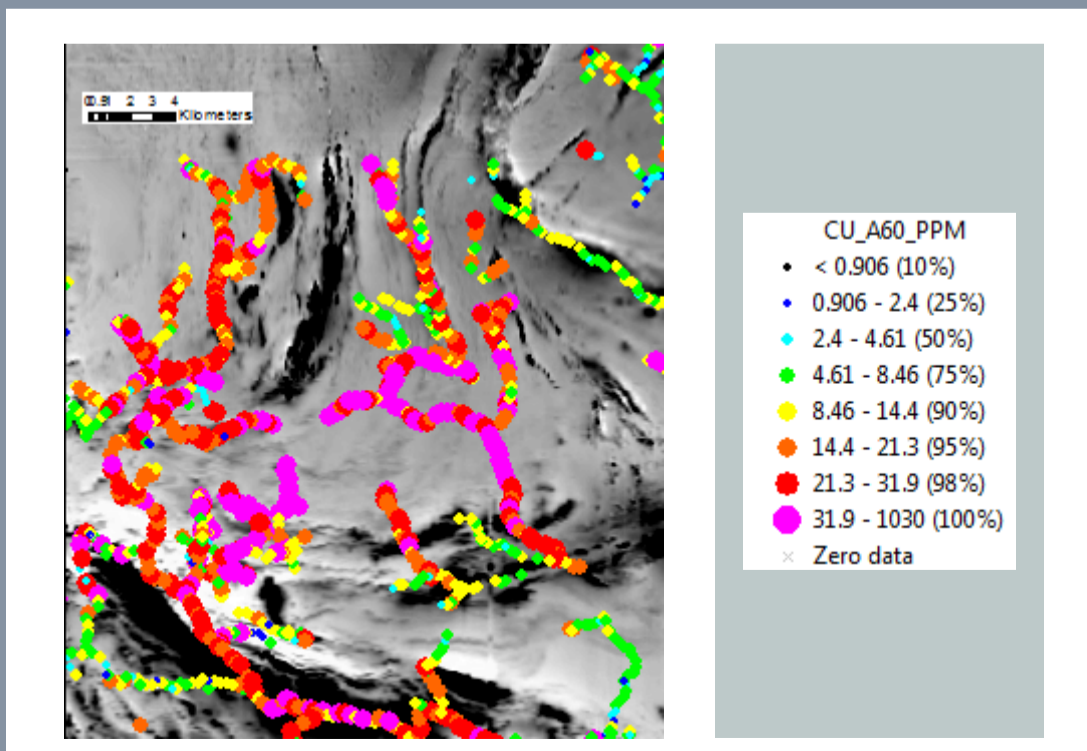 2 3 4
Kilometers
CU_A60_PPM
< 0.906 (10%)
0.906 - 2.4 (25%)
2.4 - 4.61 (50%)
4.61 - 8.46 (75%)
8.46 - 14.4 (90%)
14.4 - 21.3 (95%)
21.3 - 31.9 (98%)
31.9 - 1030 (100%)
Zero data